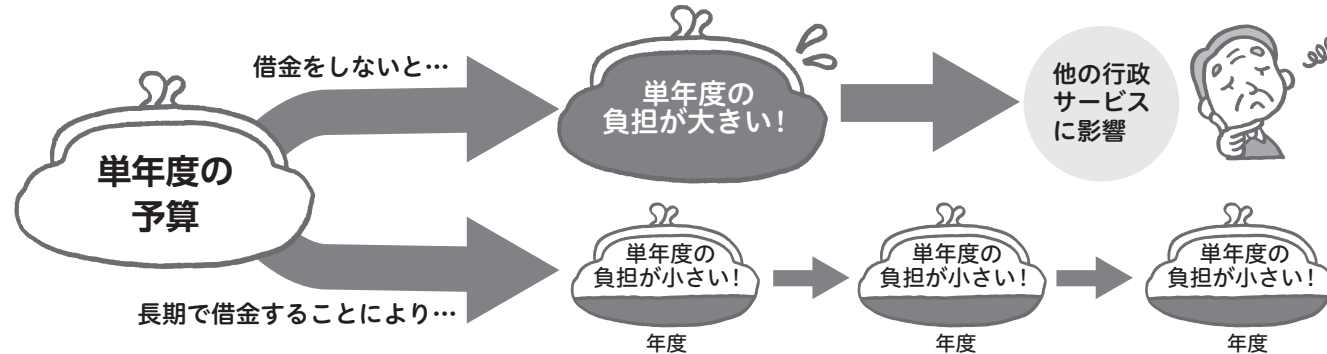 借金をしないと…
単年度の
予算
単年度の
負担が大きい!
他の行政
サービス
に影響
長期で借金することにより…
単年度の
負担が小さい!
年度
単年度の
負担が小さい!
年度
単年度の
負担が小さい!
年度